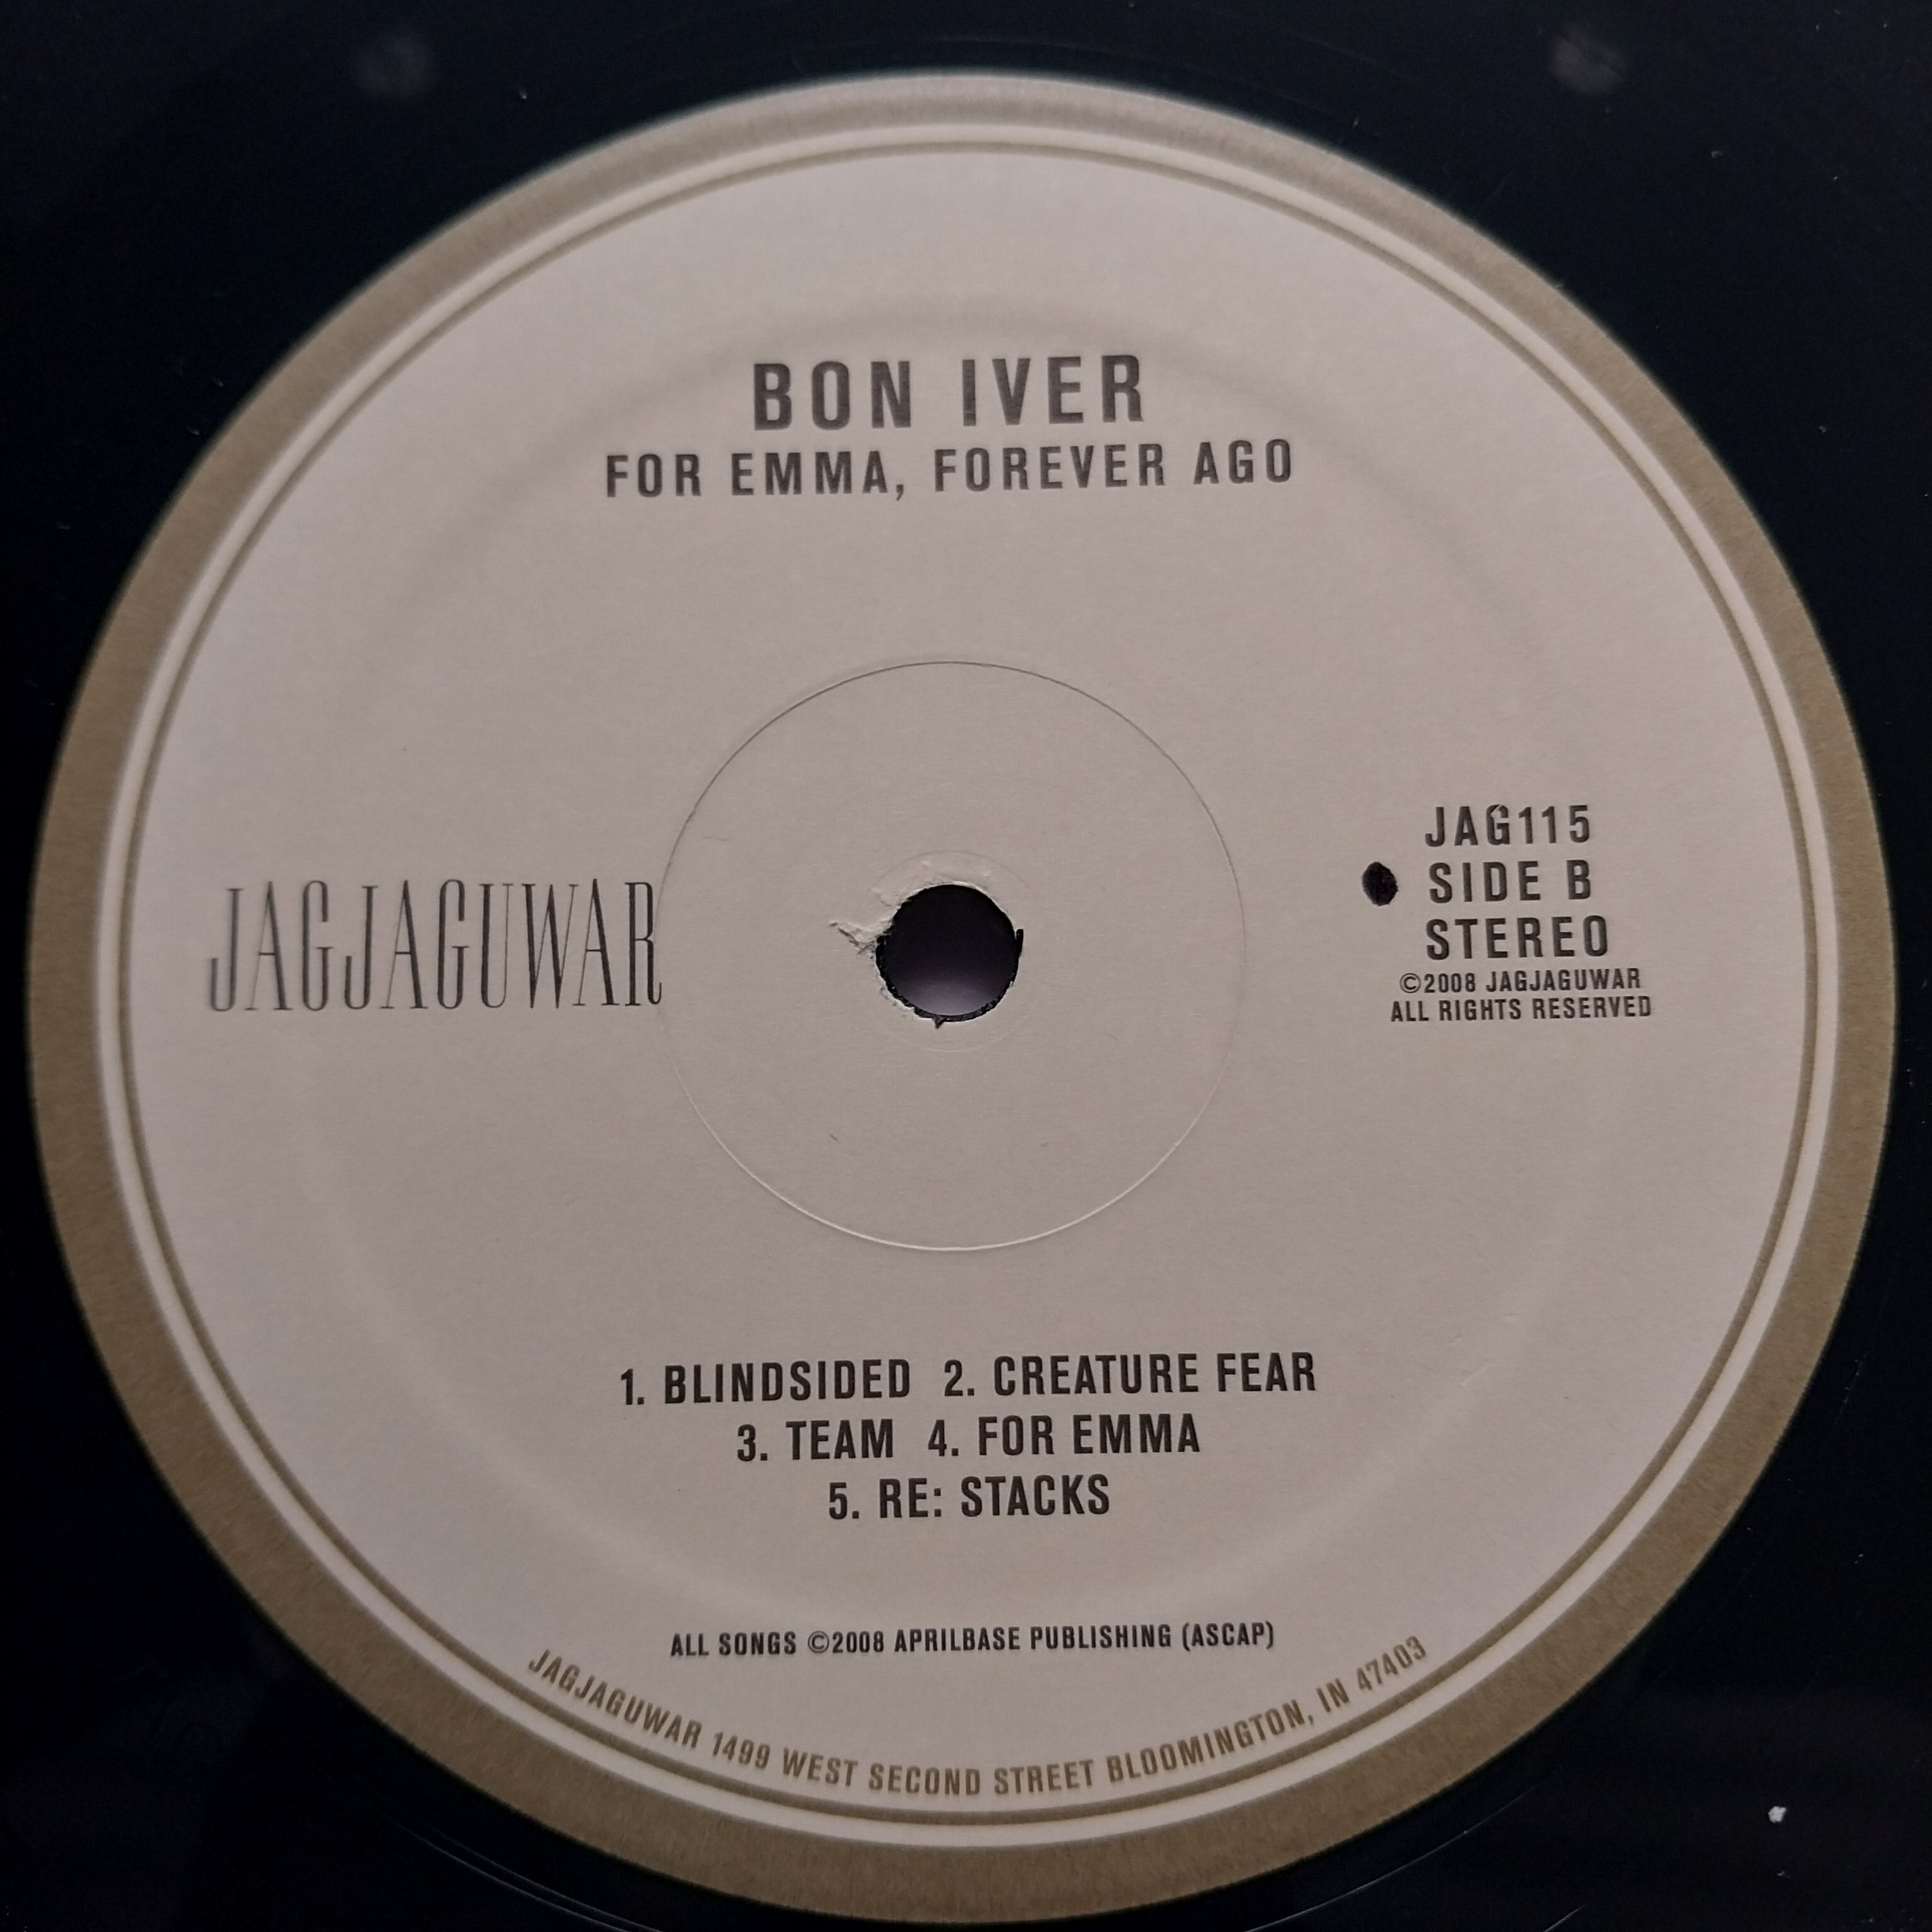 BON IVER
FOR EMMA, FOREVER AGO
JAGJAGUWAR
JAG115
SIDE B
STEREO
©2008 JAGJAGUWAR
ALL RIGHTS RESERVED
1. BLINDSIDED 2. CREATURE FEAR
3. TEAM 4. FOR EMMA
5. RE: STACKS
ALL SONGS ©2008 APRILBASE PUBLISHING (ASCAP)
JAGJAGUWAR 1499 WEST SECOND STREET BLOOMINGTON, IN 47403